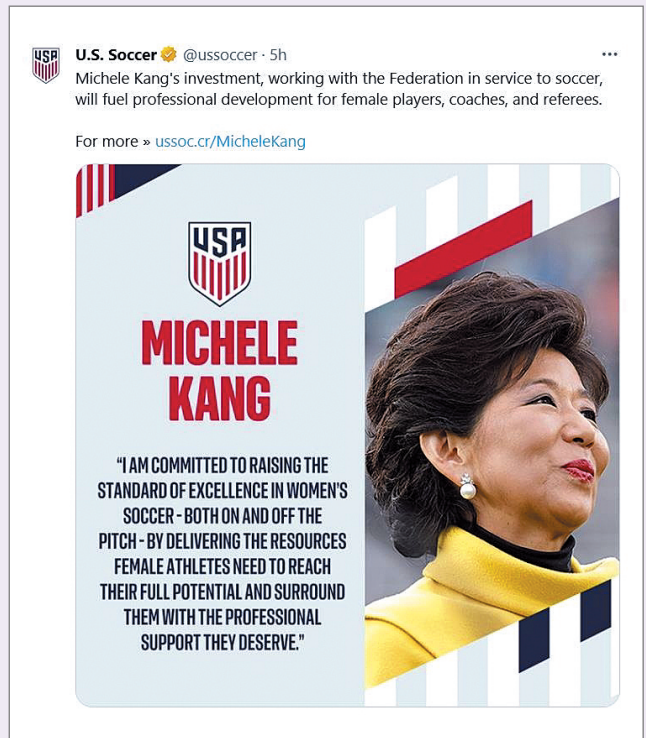 USA
U.S. Soccer @ussoccer · 5h
Michele Kang's investment, working with the Federation in service to soccer,
will fuel professional development for female players, coaches, and referees.
For more » ussoc.cr/MicheleKang
USA
MICHELE
KANG
“I AM COMMITTED TO RAISING THE
STANDARD OF EXCELLENCE IN WOMEN'S
SOCCER - BOTH ON AND OFF THE
PITCH - BY DELIVERING THE RESOURCES
FEMALE ATHLETES NEED TO REACH
THEIR FULL POTENTIAL AND SURROUND
THEM WITH THE PROFESSIONAL
SUPPORT THEY DESERVE.”